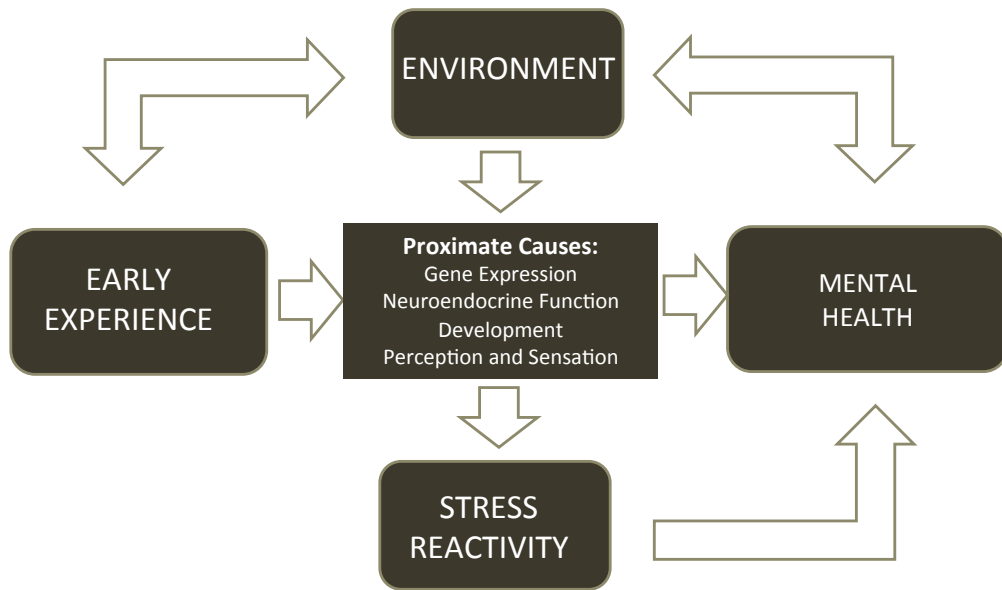 ENVIRONMENT
EARLY
EXPERIENCE
Proximate Causes:
Gene Expression
Neuroendocrine Function
Development
Perception and Sensation
MENTAL
HEALTH
STRESS
REACTIVITY